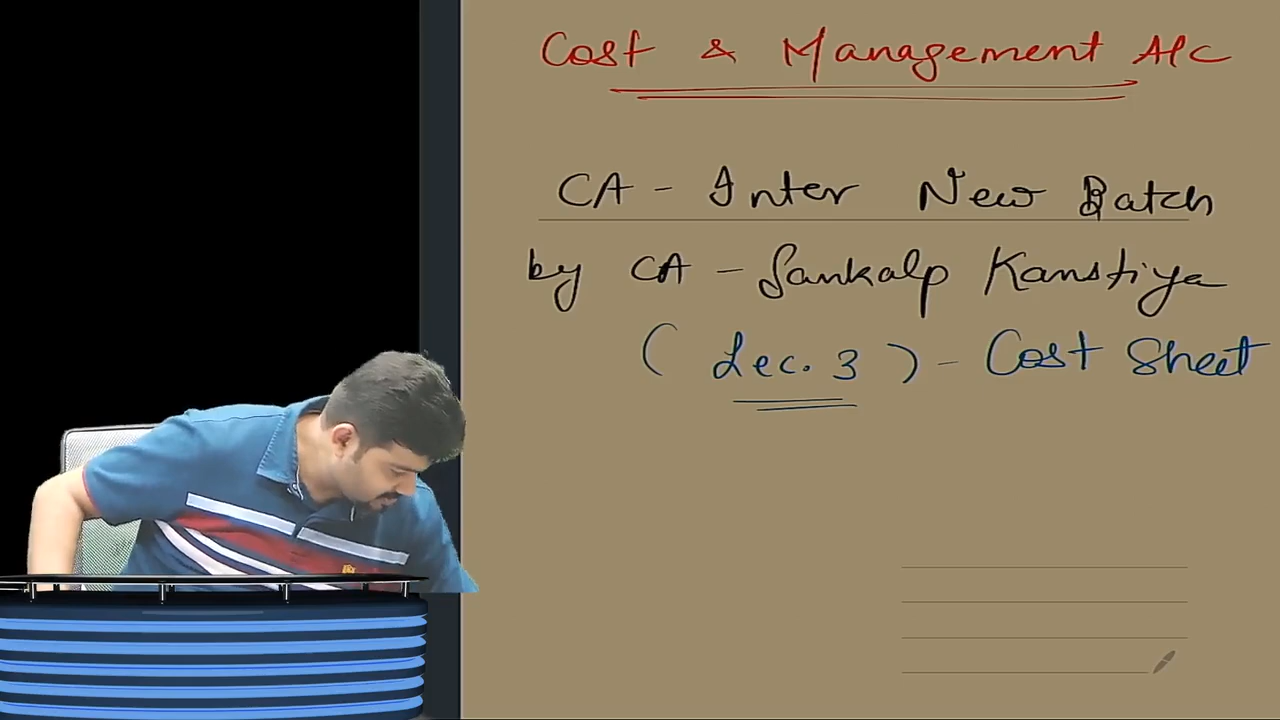 Cost & Management A/c
CA - Inter New Batch
by CA - Sankalp Kanstiya
( Lec. 3 ) - Cost Sheet